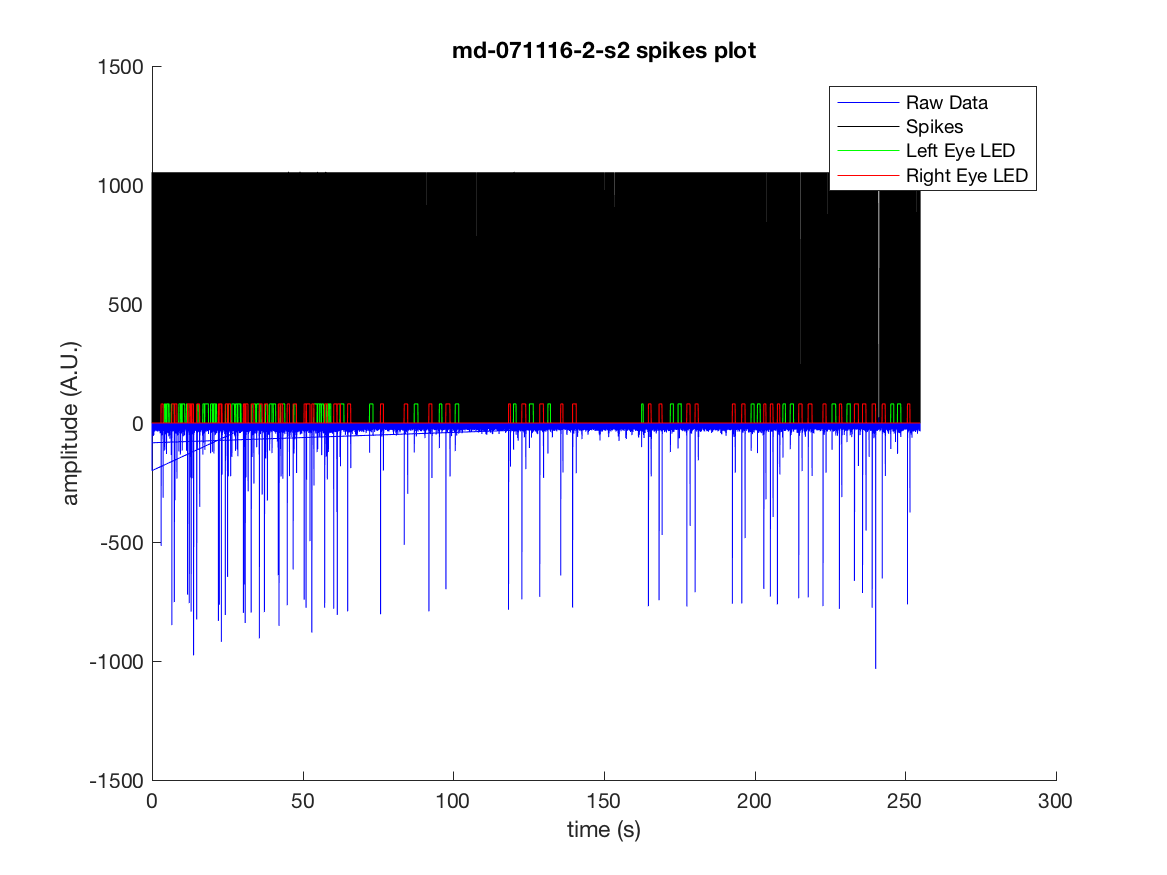 md-071116-2-s2 spikes plot
1500
1000
500
0
-500
-1000
-1500
amplitude (A.U.)
Raw Data
Spikes
Left Eye LED
Right Eye LED
0 50 100 150 200 250 300
time (s)